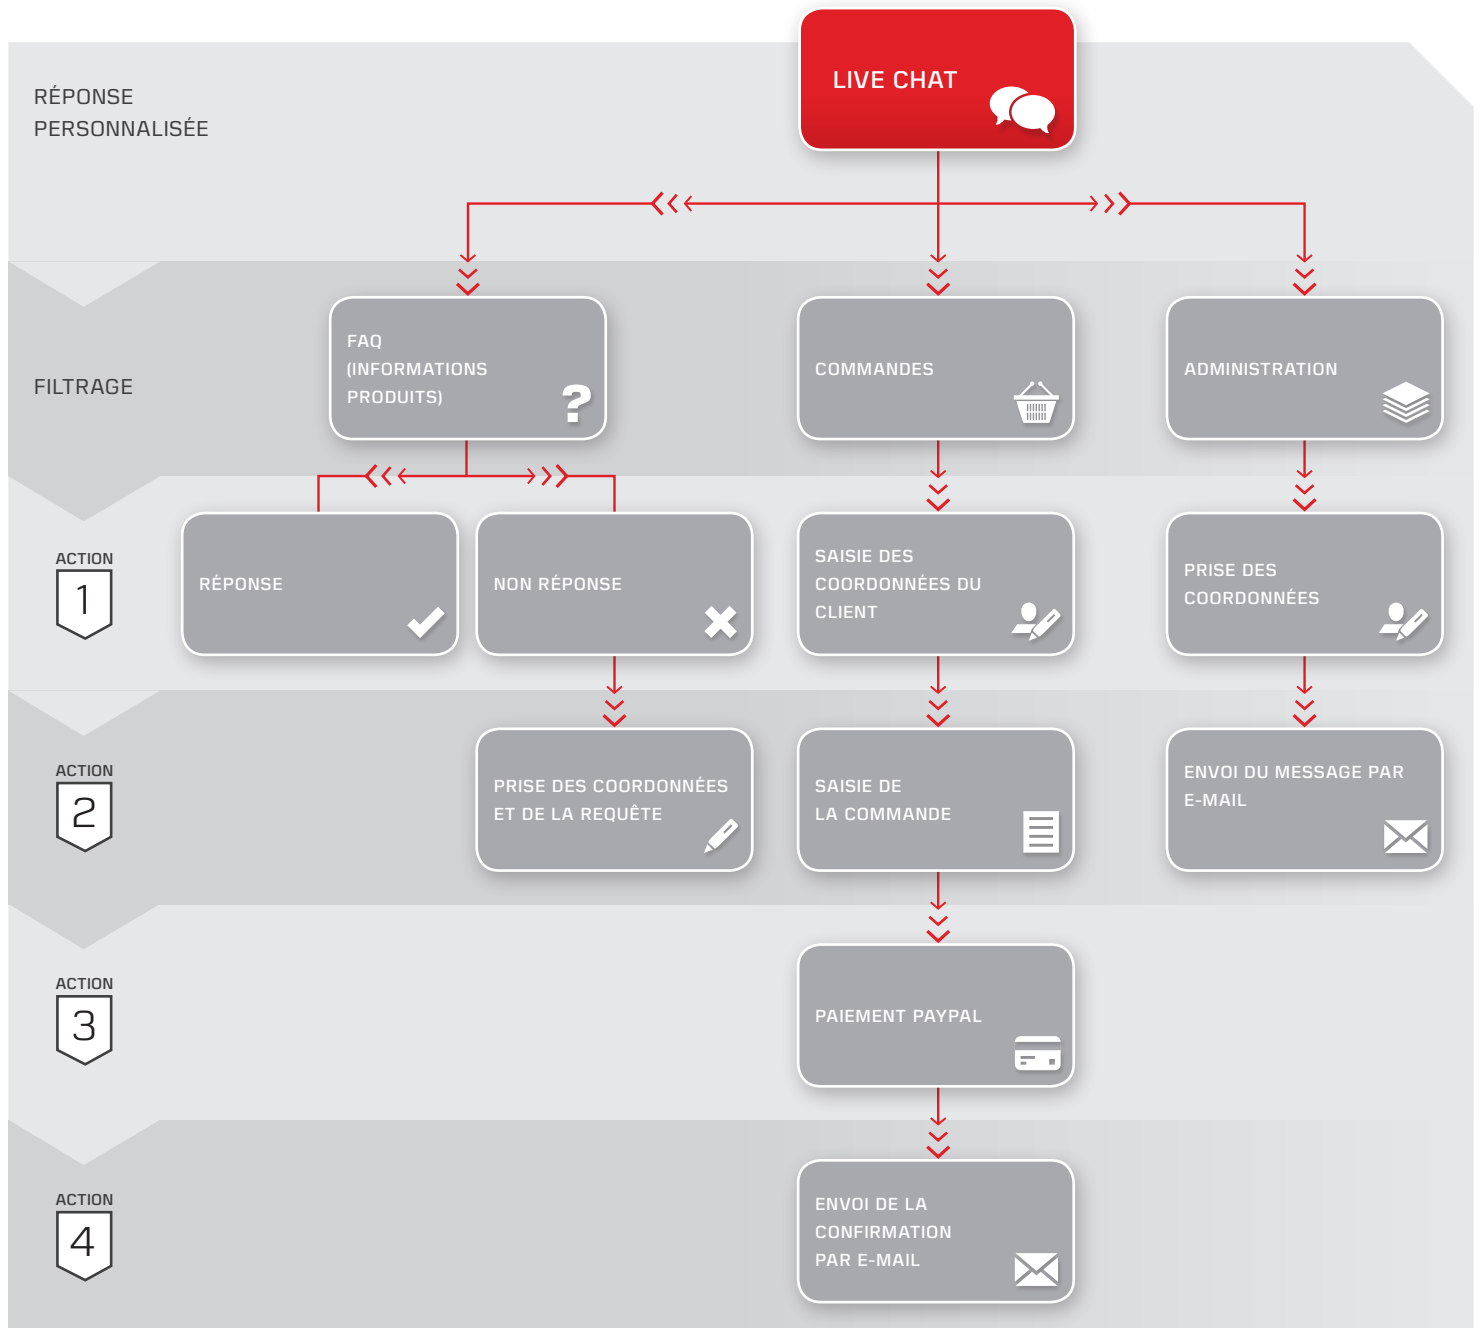 LIVE CHAT
RÉPONSE
PERSONNALISÉE
FILTRAGE
FAQ
(INFORMATIONS
PRODUITS)
?
COMMANDES
ADMINISTRATION
ACTION
1
RÉPONSE
NON RÉPONSE
SAISIE DES
COORDONNÉES DU
CLIENT
PRISE DES
COORDONNÉES
ACTION
2
PRISE DES COORDONNÉES
ET DE LA REQUÊTE
SAISIE DE
LA COMMANDE
ENVOI DU MESSAGE PAR
E-MAIL
ACTION
3
PAIEMENT PAYPAL
ACTION
4
ENVOI DE LA
CONFIRMATION
PAR E-MAIL